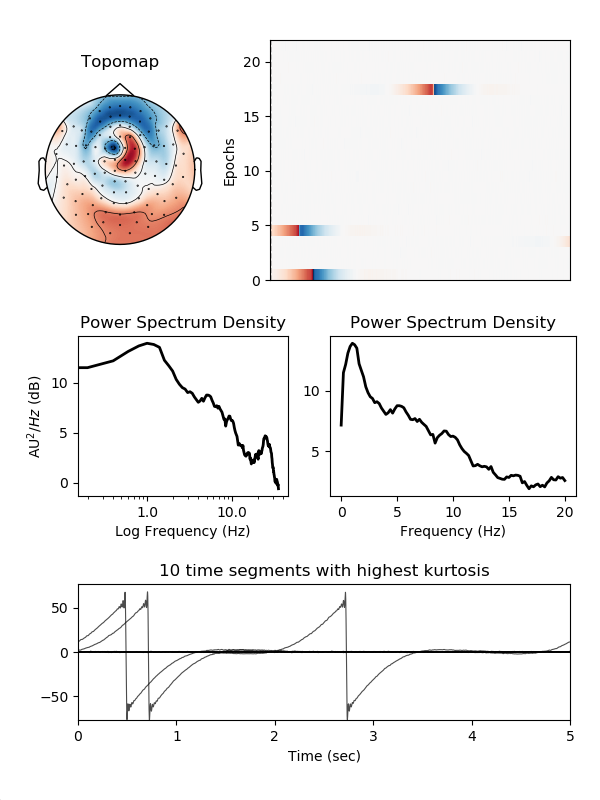 Topomap
Epochs
20
15
10
5
0
Power Spectrum Density
AU²/Hz (dB)
10
5
0
1.0
10.0
Log Frequency (Hz)
Power Spectrum Density
10
5
0
5
10
15
20
Frequency (Hz)
10 time segments with highest kurtosis
50
0
−50
0
1
2
3
4
5
Time (sec)